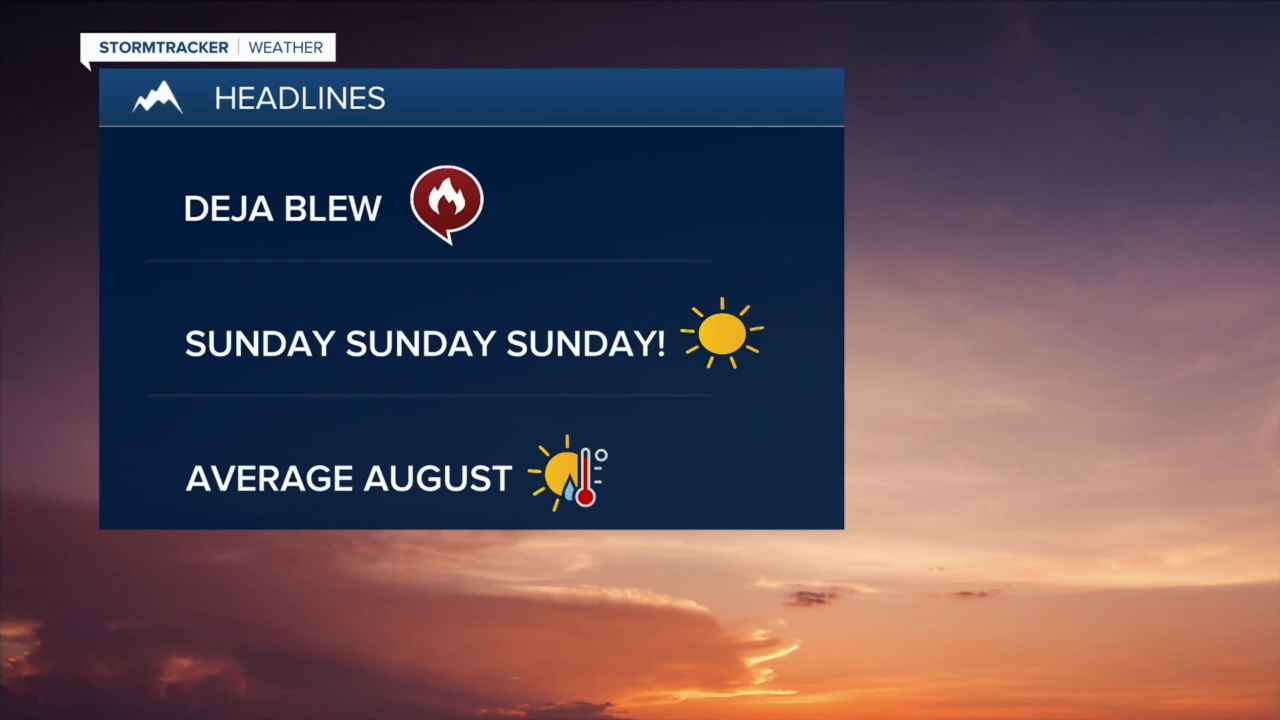 STORMTRACKER | WEATHER
HEADLINES
DEJA BLEW
SUNDAY SUNDAY SUNDAY!
AVERAGE AUGUST